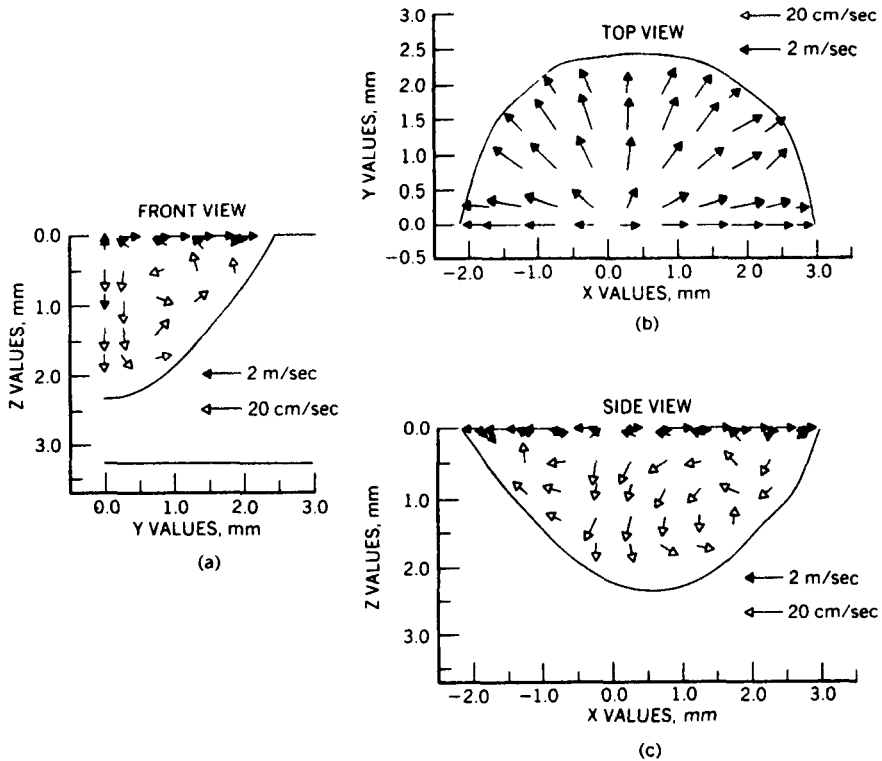 FRONT VIEW
0.0
1.0
2.0
3.0
Z VALUES, mm
2 m/sec
20 cm/sec
0.0 1.0 2.0 3.0
Y VALUES, mm
(a)
TOP VIEW
20 cm/sec
2 m/sec
3.0
2.5
2.0
1.5
1.0
0.5
0.0
−0.5
Y VALUES, mm
−2.0 −1.0 0.0 1.0 2.0 3.0
X VALUES, mm
(b)
SIDE VIEW
0.0
1.0
2.0
3.0
Z VALUES, mm
2 m/sec
20 cm/sec
−2.0 −1.0 0.0 1.0 2.0 3.0
X VALUES, mm
(c)